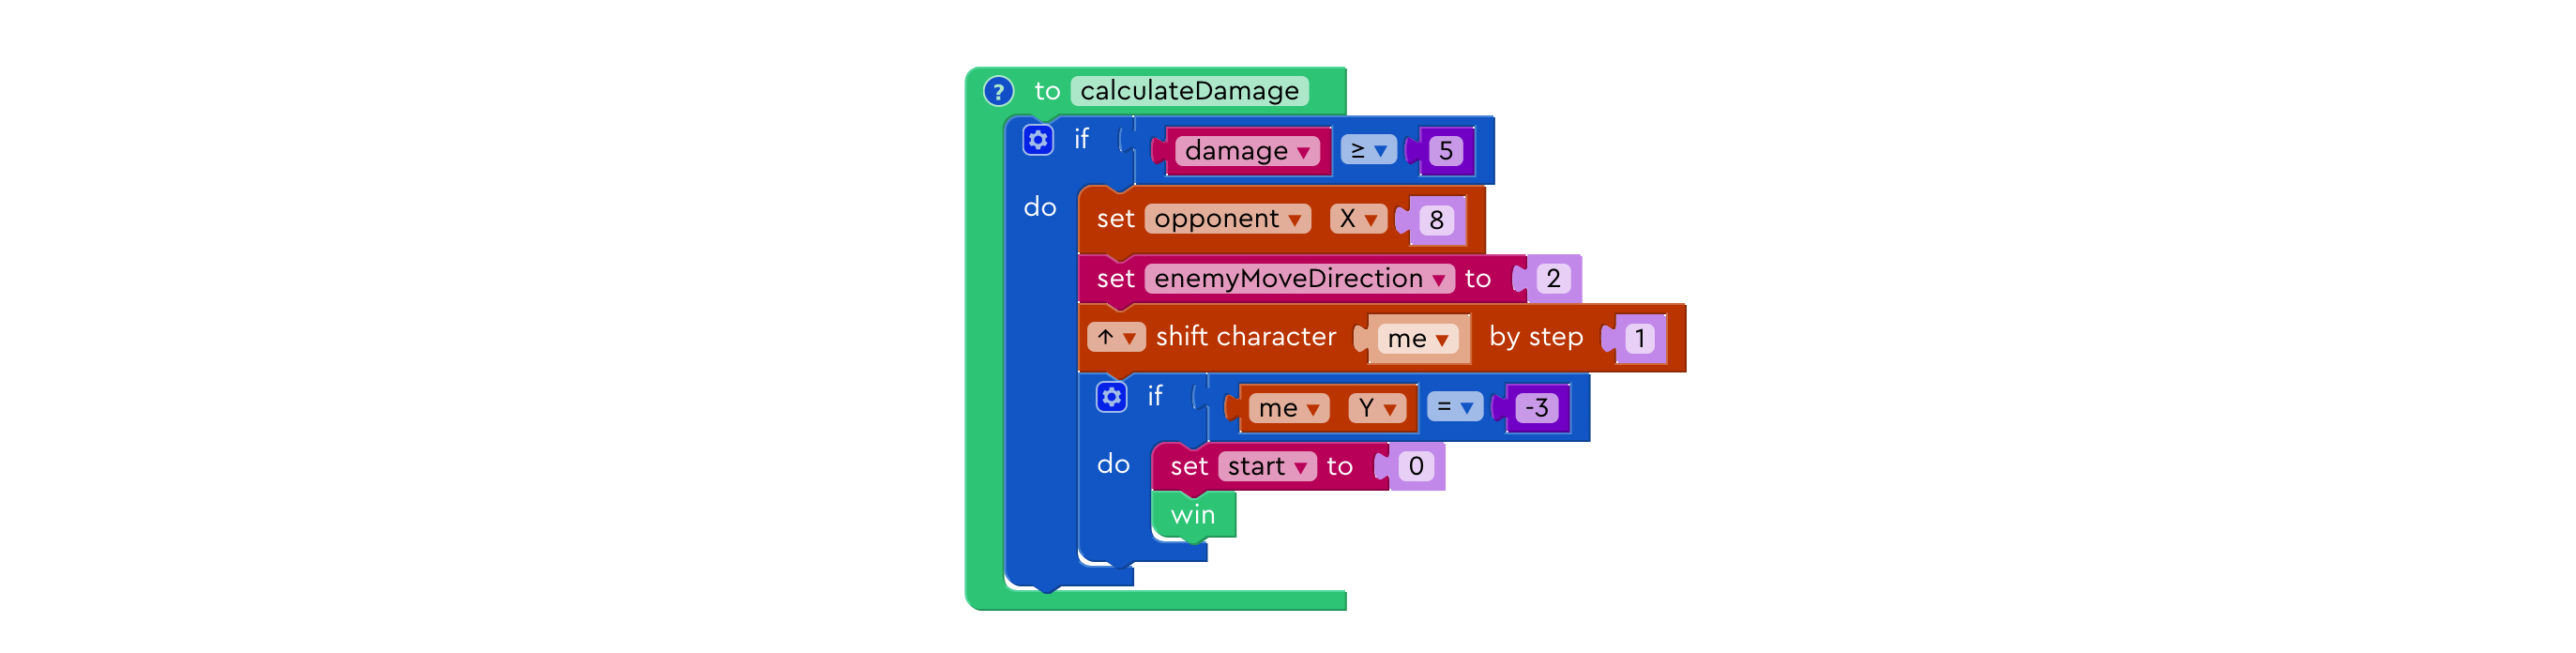 ? to calculateDamage
if damage ▼ ≥ ▼ 5
do set opponent ▼ X ▼ 8
set enemyMoveDirection ▼ to 2
↑ ▼ shift character me ▼ by step 1
if me ▼ Y ▼ = ▼ -3
do set start ▼ to 0
win